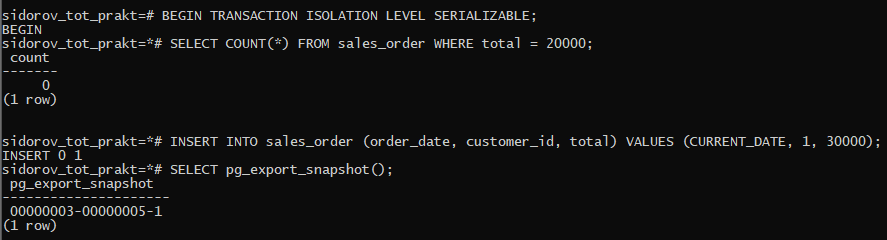 sidorov_tot_prakt=# BEGIN TRANSACTION ISOLATION LEVEL SERIALIZABLE;
BEGIN
sidorov_tot_prakt=*# SELECT COUNT(*) FROM sales_order WHERE total = 20000;
 count
-------
     0
(1 row)

sidorov_tot_prakt=*# INSERT INTO sales_order (order_date, customer_id, total) VALUES (CURRENT_DATE, 1, 30000);
INSERT 0 1
sidorov_tot_prakt=*# SELECT pg_export_snapshot();
 pg_export_snapshot
---------------------
 00000003-00000005-1
(1 row)